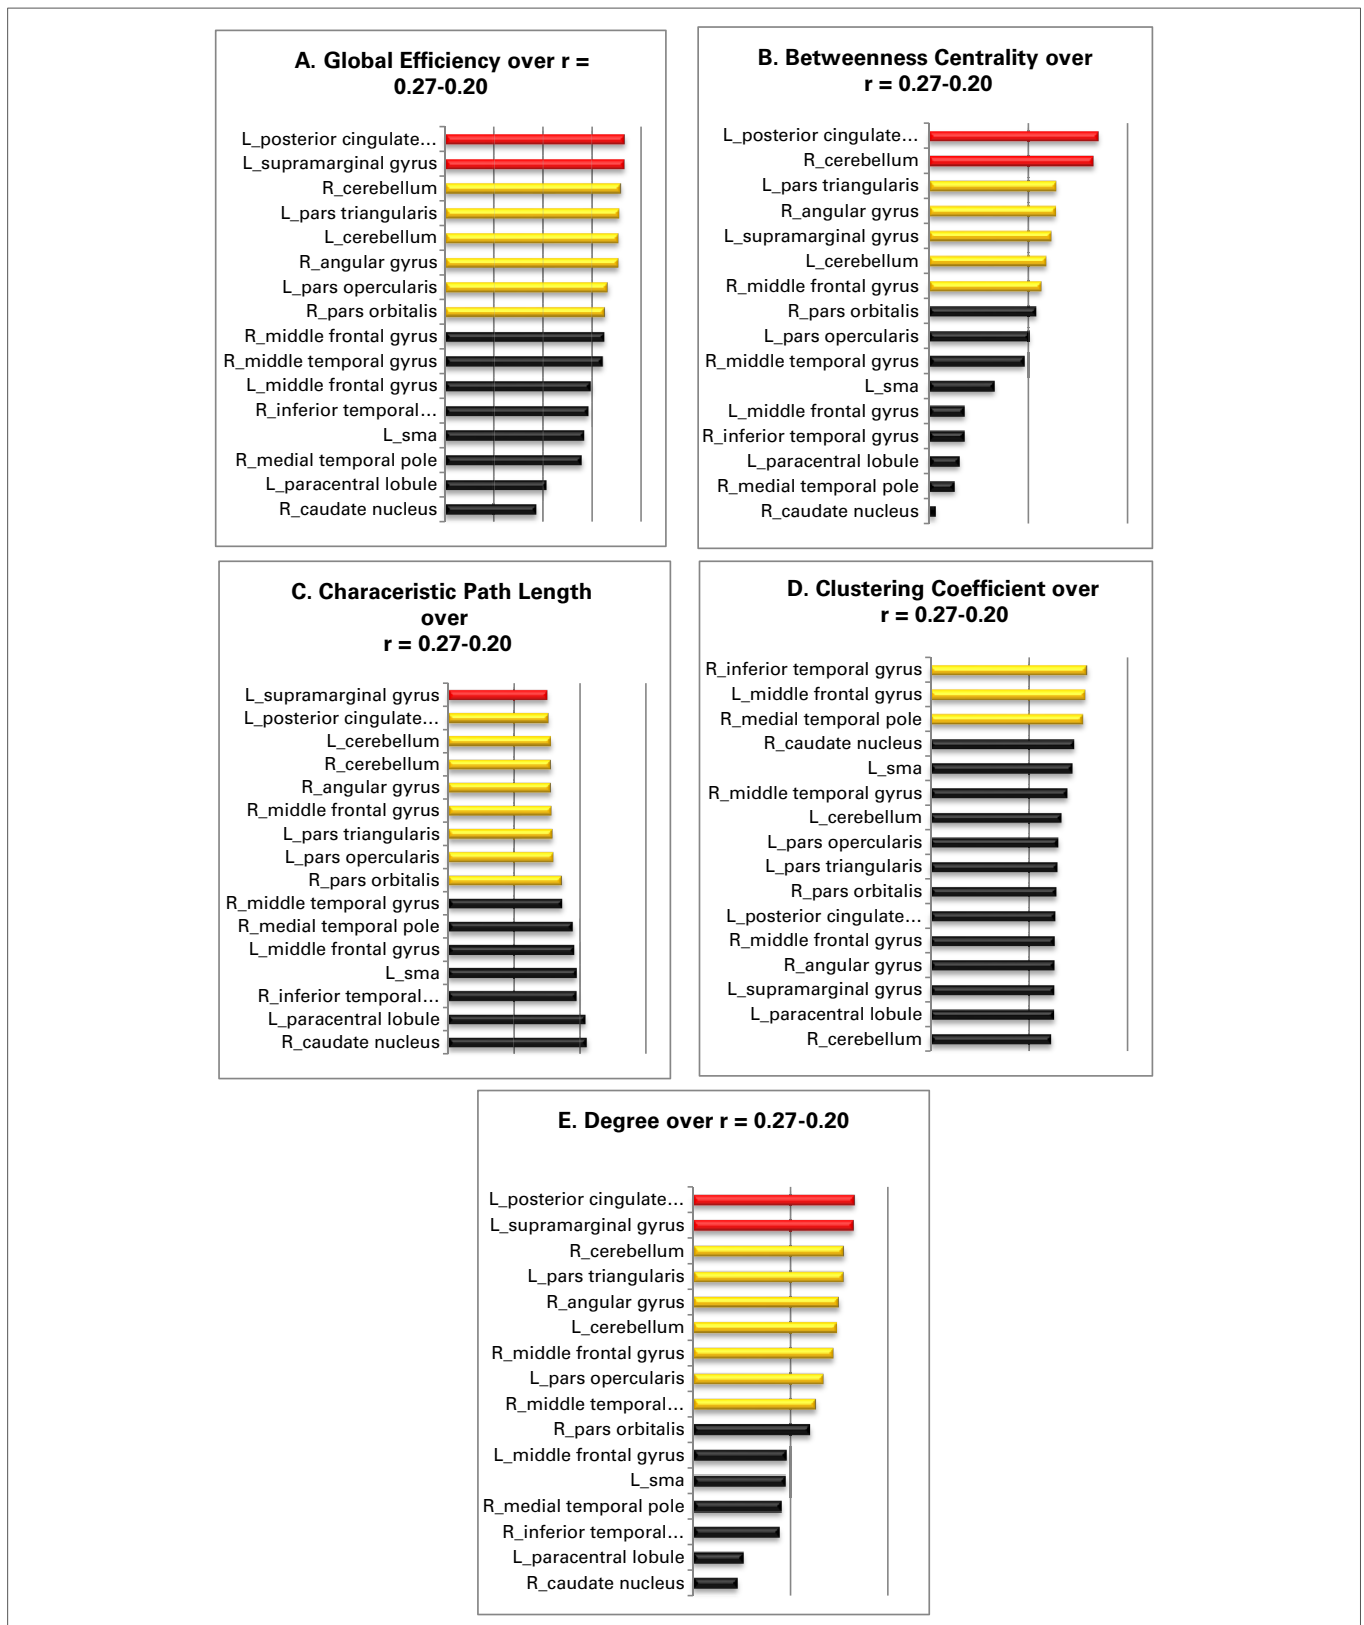 A. Global Efficiency over r =
0.27-0.20
L_posterior cingulate...
L_supramarginal gyrus
R_cerebellum
L_pars triangularis
L_cerebellum
R_angular gyrus
L_pars opercularis
R_pars orbitalis
R_middle frontal gyrus
R_middle temporal gyrus
L_middle frontal gyrus
R_inferior temporal...
L_sma
R_medial temporal pole
L_paracentral lobule
R_caudate nucleus
B. Betweenness Centrality over
r = 0.27-0.20
L_posterior cingulate...
R_cerebellum
L_pars triangularis
R_angular gyrus
L_supramarginal gyrus
L_cerebellum
R_middle frontal gyrus
R_pars orbitalis
L_pars opercularis
R_middle temporal gyrus
L_sma
L_middle frontal gyrus
R_inferior temporal gyrus
L_paracentral lobule
R_medial temporal pole
R_caudate nucleus
C. Characeristic Path Length
over
r = 0.27-0.20
L_supramarginal gyrus
L_posterior cingulate...
L_cerebellum
R_cerebellum
R_angular gyrus
R_middle frontal gyrus
L_pars triangularis
L_pars opercularis
R_pars orbitalis
R_middle temporal gyrus
R_medial temporal pole
L_middle frontal gyrus
L_sma
R_inferior temporal...
L_paracentral lobule
R_caudate nucleus
D. Clustering Coefficient over
r = 0.27-0.20
R_inferior temporal gyrus
L_middle frontal gyrus
R_medial temporal pole
R_caudate nucleus
L_sma
R_middle temporal gyrus
L_cerebellum
L_pars opercularis
L_pars triangularis
R_pars orbitalis
L_posterior cingulate...
R_middle frontal gyrus
R_angular gyrus
L_supramarginal gyrus
L_paracentral lobule
R_cerebellum
E. Degree over r = 0.27-0.20
L_posterior cingulate...
L_supramarginal gyrus
R_cerebellum
L_pars triangularis
R_angular gyrus
L_cerebellum
R_middle frontal gyrus
L_pars opercularis
R_middle temporal...
R_pars orbitalis
L_middle frontal gyrus
L_sma
R_medial temporal pole
R_inferior temporal...
L_paracentral lobule
R_caudate nucleus